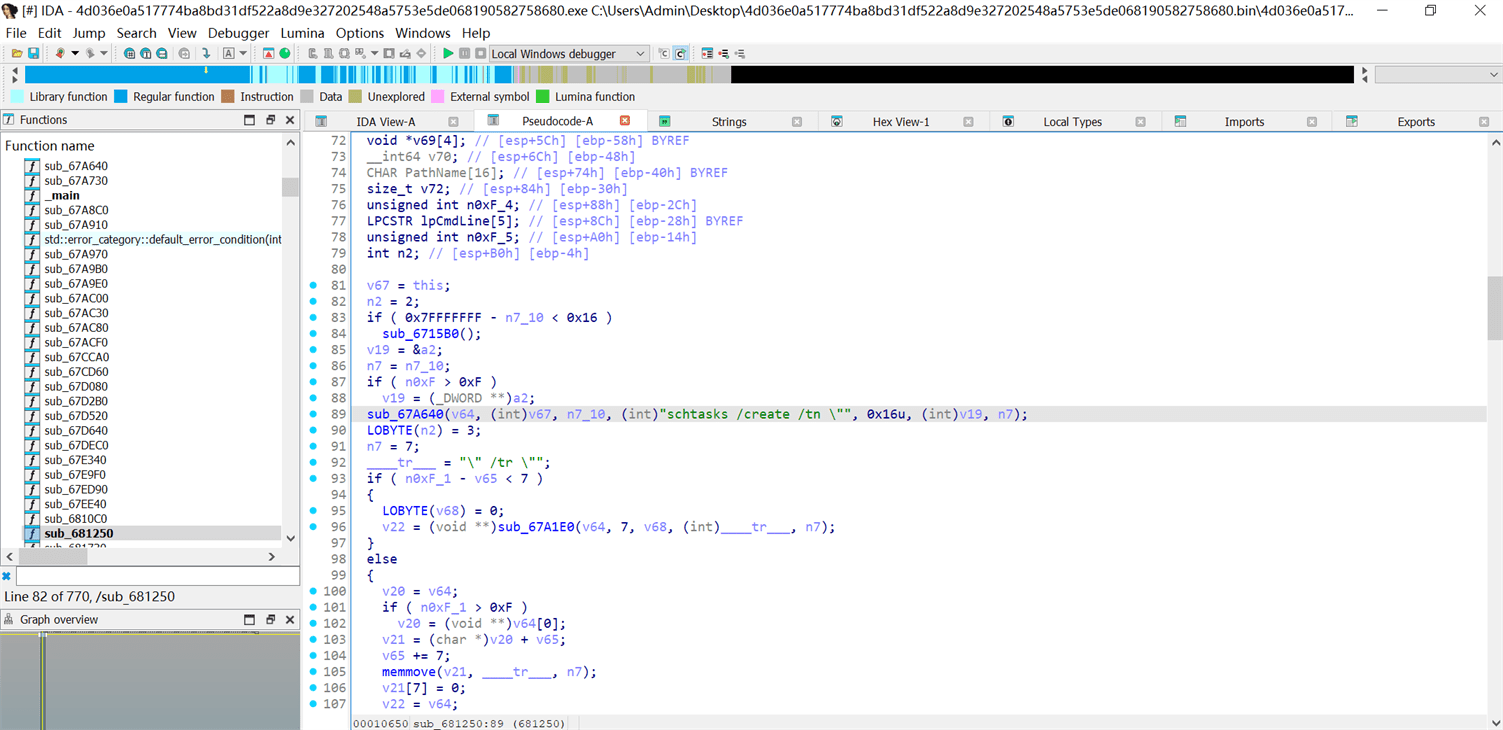 [#] IDA - 4d036e0a517774ba8bd31df522a8d9e327202548a5753e5de068190582758680.exe C:\Users\Admin\Desktop\4d036e0a517774ba8bd31df522a8d9e327202548a5753e5de068190582758680.bin\4d036e0a517...
File Edit Jump Search View Debugger Lumina Options Windows Help
Local Windows debugger
Library function Regular function Instruction Data Unexplored External symbol Lumina function
Functions
Function name
sub_67A640
sub_67A730
_main
sub_67A8C0
sub_67A910
std::error_category::default_error_condition(int
sub_67A970
sub_67A9B0
sub_67A9E0
sub_67AC00
sub_67AC30
sub_67AC80
sub_67ACF0
sub_67CCA0
sub_67CD60
sub_67D080
sub_67D2B0
sub_67D520
sub_67D640
sub_67DEC0
sub_67E340
sub_67E9F0
sub_67ED90
sub_67EE40
sub_6810C0
sub_681250
Line 82 of 770, /sub_681250
Graph overview
IDA View-A Pseudocode-A Strings Hex View-1 Local Types Imports Exports
72 void *v69[4]; // [esp+5Ch] [ebp-58h] BYREF
73 __int64 v70; // [esp+6Ch] [ebp-48h]
74 CHAR PathName[16]; // [esp+74h] [ebp-40h] BYREF
75 size_t v72; // [esp+84h] [ebp-30h]
76 unsigned int n0xF_4; // [esp+88h] [ebp-2Ch]
77 LPCSTR lpCmdLine[5]; // [esp+8Ch] [ebp-28h] BYREF
78 unsigned int n0xF_5; // [esp+A0h] [ebp-14h]
79 int n2; // [esp+B0h] [ebp-4h]
80
81 v67 = this;
82 n2 = 2;
83 if ( 0x7FFFFFFF - n7_10 < 0x16 )
84 sub_6715B0();
85 v19 = &a2;
86 n7 = n7_10;
87 if ( n0xF > 0xF )
88 v19 = (_DWORD **)a2;
89 sub_67A640(v64, (int)v67, n7_10, (int)"schtasks /create /tn \"", 0x16u, (int)v19, n7);
90 LOBYTE(n2) = 3;
91 n7 = 7;
92 ____tr___ = "\" /tr \"";
93 if ( n0xF_1 - v65 < 7 )
94 {
95 LOBYTE(v68) = 0;
96 v22 = (void **)sub_67A1E0(v64, 7, v68, (int)____tr___, n7);
97 }
98 else
99 {
100 v20 = v64;
101 if ( n0xF_1 > 0xF )
102 v20 = (void **)v64[0];
103 v21 = (char *)v20 + v65;
104 v65 += 7;
105 memmove(v21, ____tr___, n7);
106 v21[7] = 0;
107 v22 = v64;
00010650 sub_681250:89 (681250)